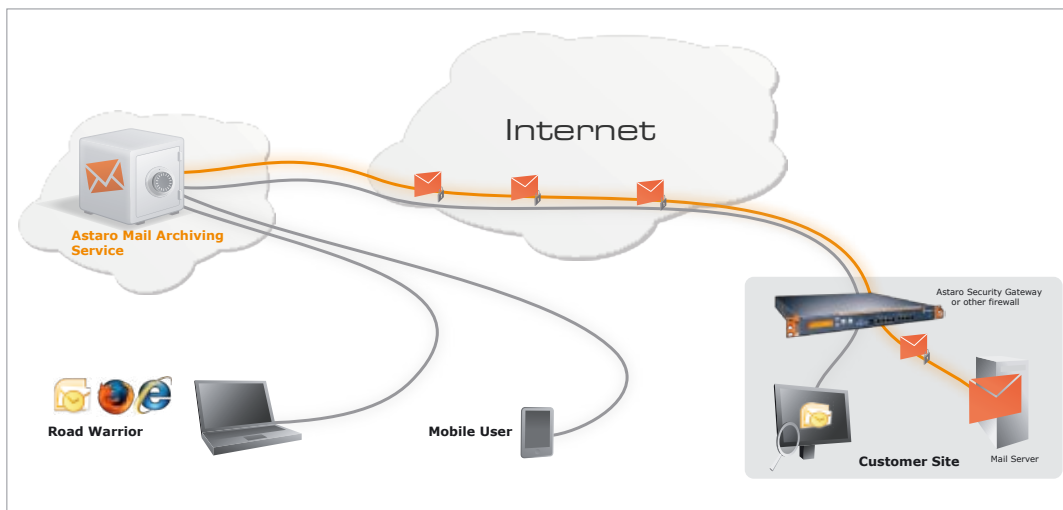 Internet
Astaro Mail Archiving
Service
Astaro Security Gateway
or other firewall
Road Warrior
Mobile User
Customer Site
Mail Server